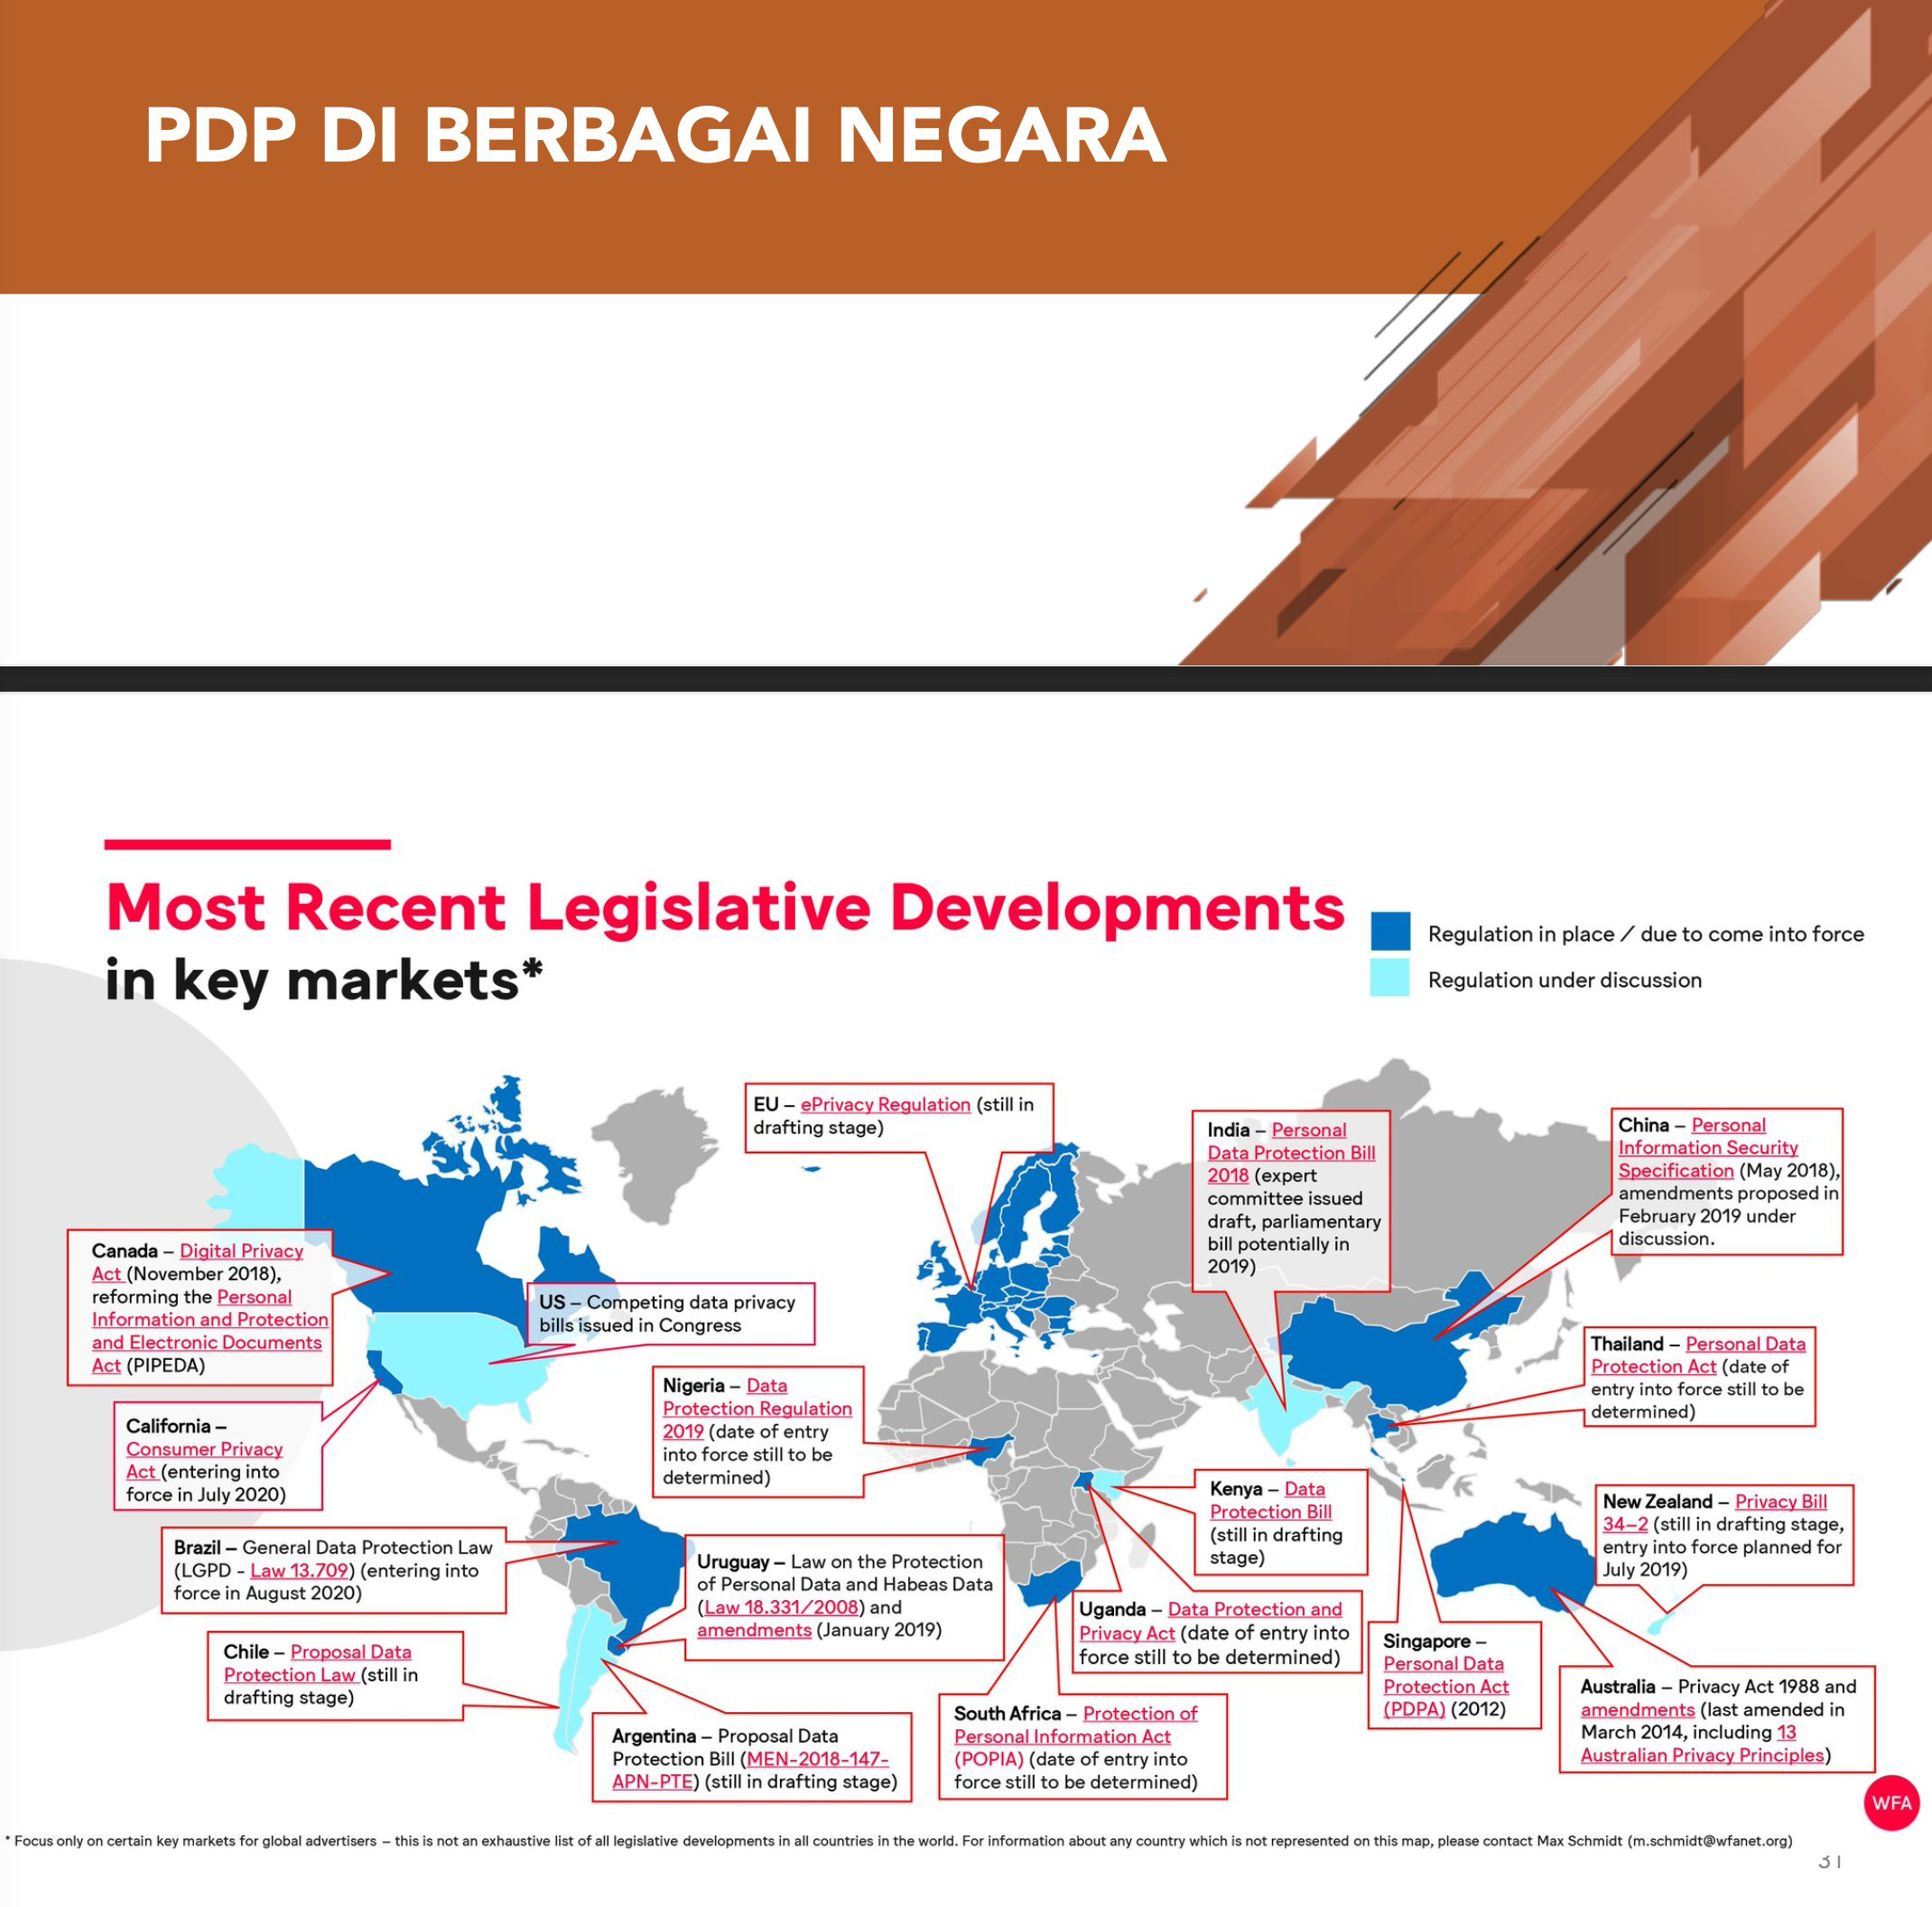 PDP DI BERBAGAI NEGARA
Most Recent Legislative Developments
in key markets*
Regulation in place / due to come into force
Regulation under discussion
EU – ePrivacy Regulation (still in
drafting stage)
India – Personal
Data Protection Bill
2018 (expert
committee issued
draft, parliamentary
bill potentially in
2019)
China – Personal
Information Security
Specification (May 2018),
amendments proposed in
February 2019 under
discussion.
Canada – Digital Privacy
Act (November 2018),
reforming the Personal
Information and Protection
and Electronic Documents
Act (PIPEDA)
US – Competing data privacy
bills issued in Congress
Thailand – Personal Data
Protection Act (date of
entry into force still to be
determined)
Nigeria – Data
Protection Regulation
2019 (date of entry
into force still to be
determined)
California –
Consumer Privacy
Act (entering into
force in July 2020)
Kenya – Data
Protection Bill
(still in drafting
stage)
New Zealand – Privacy Bill
34–2 (still in drafting stage,
entry into force planned for
July 2019)
Brazil – General Data Protection Law
(LGPD - Law 13.709) (entering into
force in August 2020)
Uruguay – Law on the Protection
of Personal Data and Habeas Data
(Law 18.331/2008) and
amendments (January 2019)
Uganda – Data Protection and
Privacy Act (date of entry into
force still to be determined)
Singapore –
Personal Data
Protection Act
(PDPA) (2012)
Chile – Proposal Data
Protection Law (still in
drafting stage)
Australia – Privacy Act 1988 and
amendments (last amended in
March 2014, including 13
Australian Privacy Principles)
Argentina – Proposal Data
Protection Bill (MEN-2018-147-
APN-PTE) (still in drafting stage)
South Africa – Protection of
Personal Information Act
(POPIA) (date of entry into
force still to be determined)
WFA
* Focus only on certain key markets for global advertisers – this is not an exhaustive list of all legislative developments in all countries in the world. For information about any country which is not represented on this map, please contact Max Schmidt (m.schmidt@wfanet.org)
31